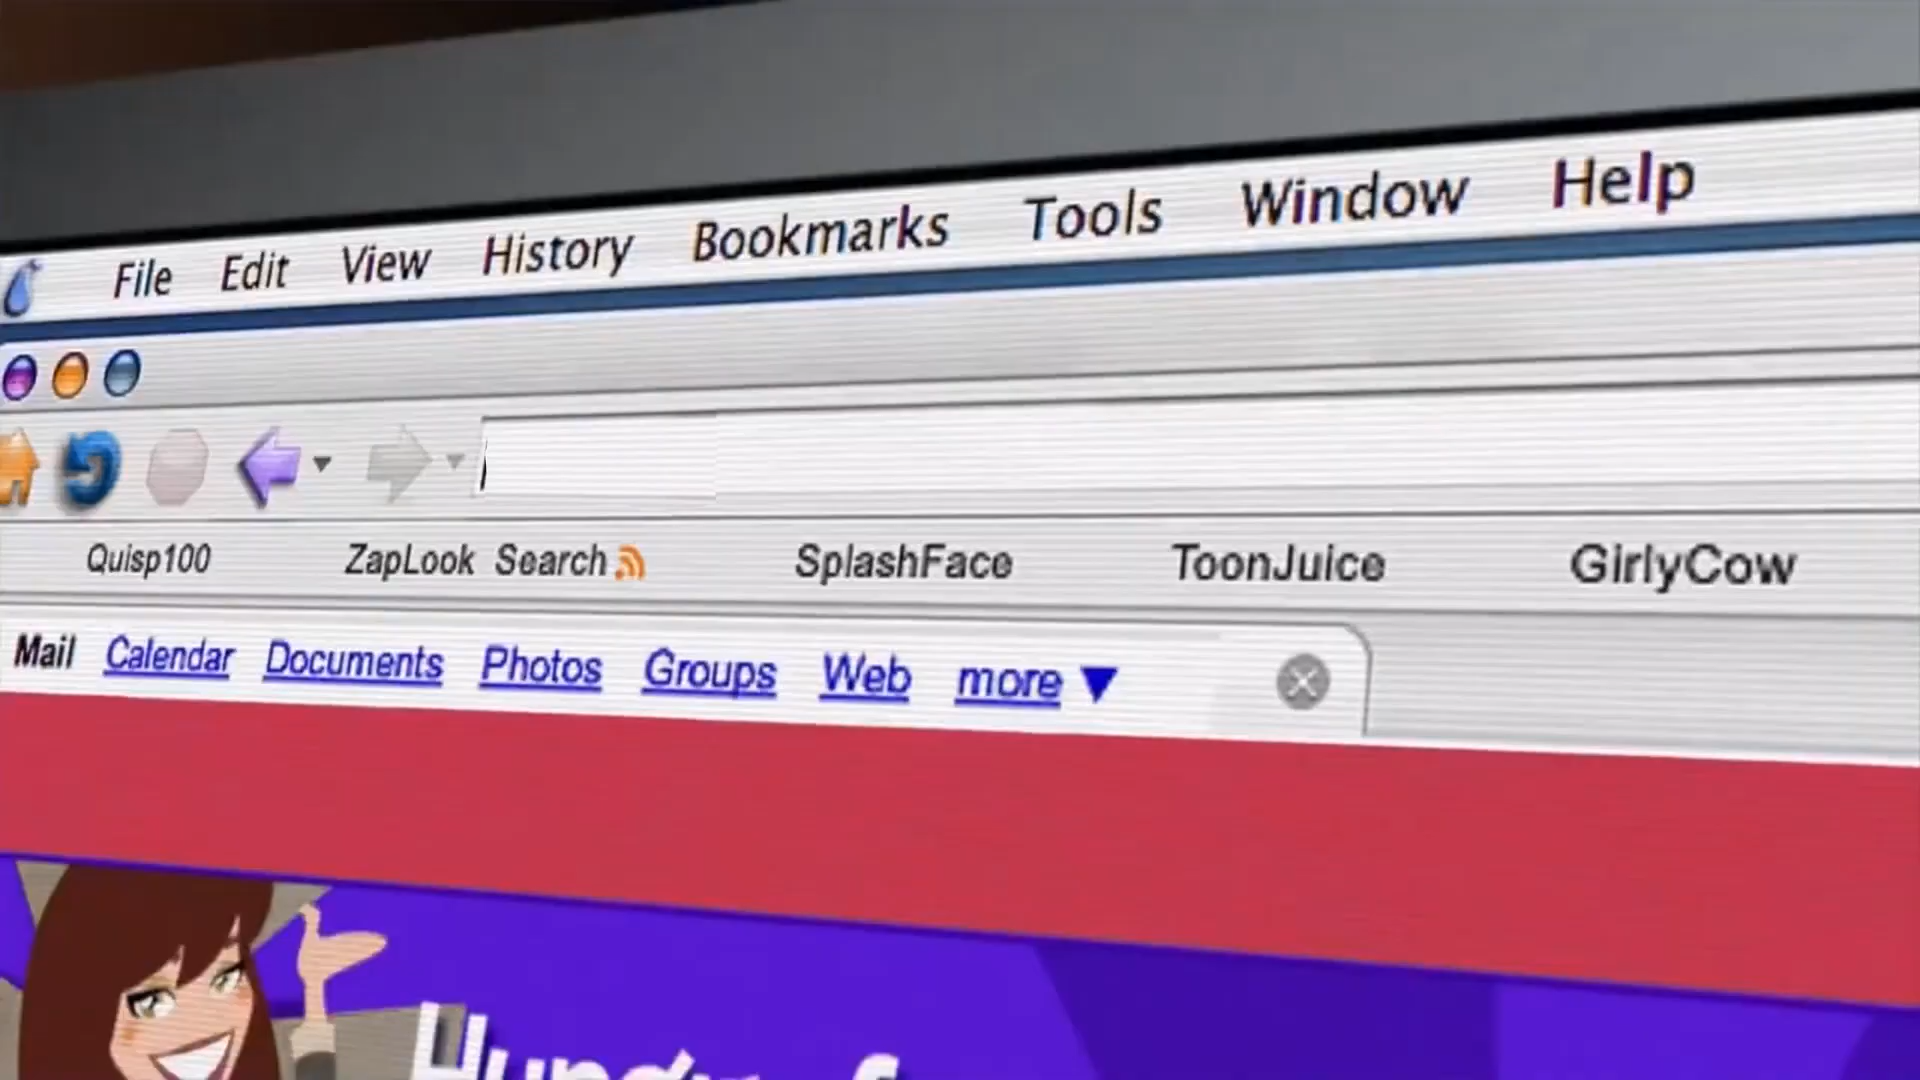 File Edit View History Bookmarks Tools Window Help
Quisp100 ZapLook Search SplashFace ToonJuice GirlyCow
Mail Calendar Documents Photos Groups Web more